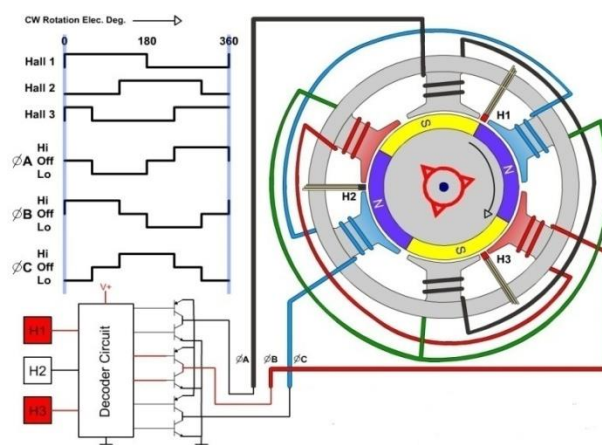 CW Rotation Elec. Deg.
0 180 360
Hall 1
Hall 2
Hall 3
Hi
ØA Off
Lo
Hi
ØB Off
Lo
Hi
ØC Off
Lo
V+
H1
H2
H3
Decoder Circuit
ØA ØB ØC
S
H1
N
N
H2
S
H3